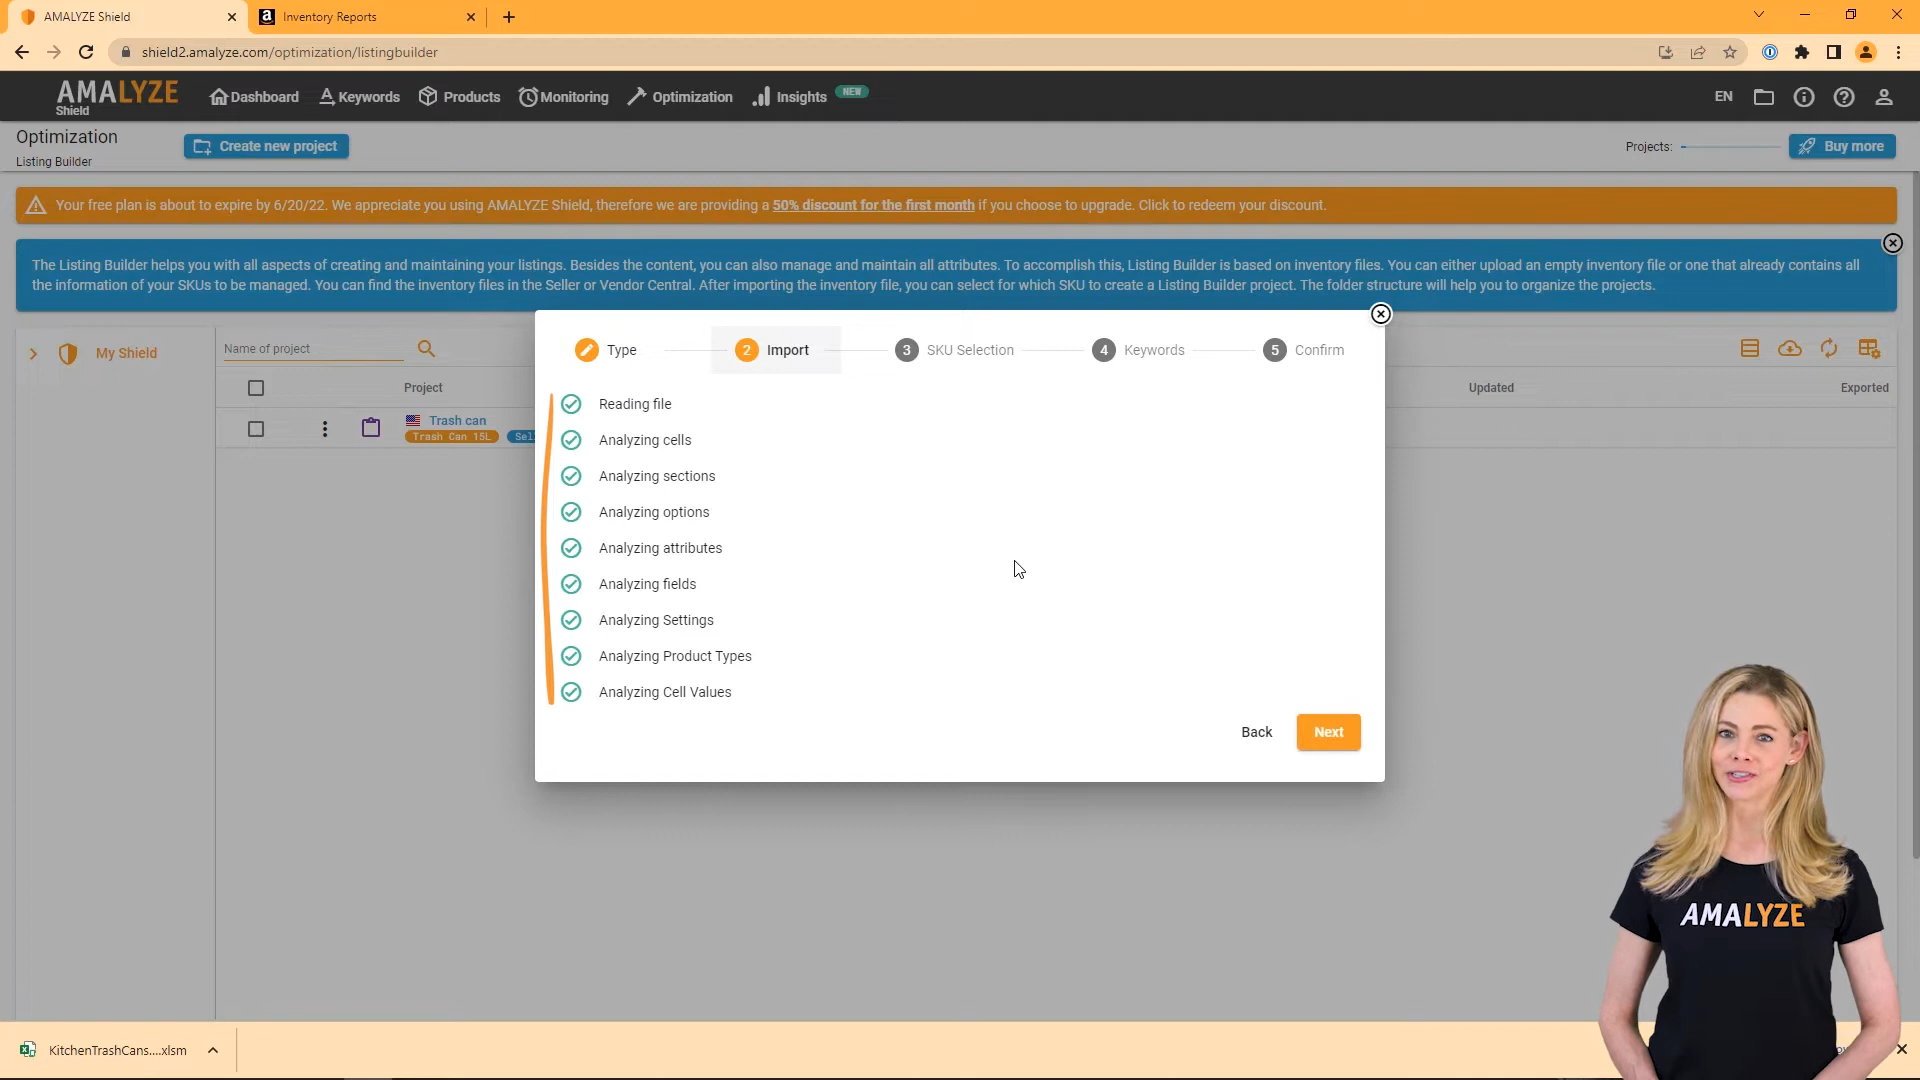 AMALYZE Shield
Inventory Reports
shield2.amalyze.com/optimization/listingbuilder
AMALYZE
Shield
Dashboard
Keywords
Products
Monitoring
Optimization
Insights
NEW
EN
Optimization
Listing Builder
Create new project
Projects:
Buy more
Your free plan is about to expire by 6/20/22. We appreciate you using AMALYZE Shield, therefore we are providing a 50% discount for the first month if you choose to upgrade. Click to redeem your discount.
The Listing Builder helps you with all aspects of creating and maintaining your listings. Besides the content, you can also manage and maintain all attributes. To accomplish this, Listing Builder is based on inventory files. You can either upload an empty inventory file or one that already contains all
the information of your SKUs to be managed. You can find the inventory files in the Seller or Vendor Central. After importing the inventory file, you can select for which SKU to create a Listing Builder project. The folder structure will help you to organize the projects.
My Shield
Name of project
Project
Updated
Exported
Trash can
Trash Can 15L
Sel
Type
2 Import
3 SKU Selection
4 Keywords
5 Confirm
Reading file
Analyzing cells
Analyzing sections
Analyzing options
Analyzing attributes
Analyzing fields
Analyzing Settings
Analyzing Product Types
Analyzing Cell Values
Back
Next
AMALYZE
KitchenTrashCans....xlsm